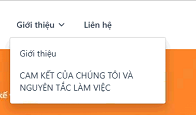 Giới thiệu Liên hệ
Giới thiệu
CAM KẾT CỦA CHÚNG TÔI VÀ
NGUYÊN TẮC LÀM VIỆC